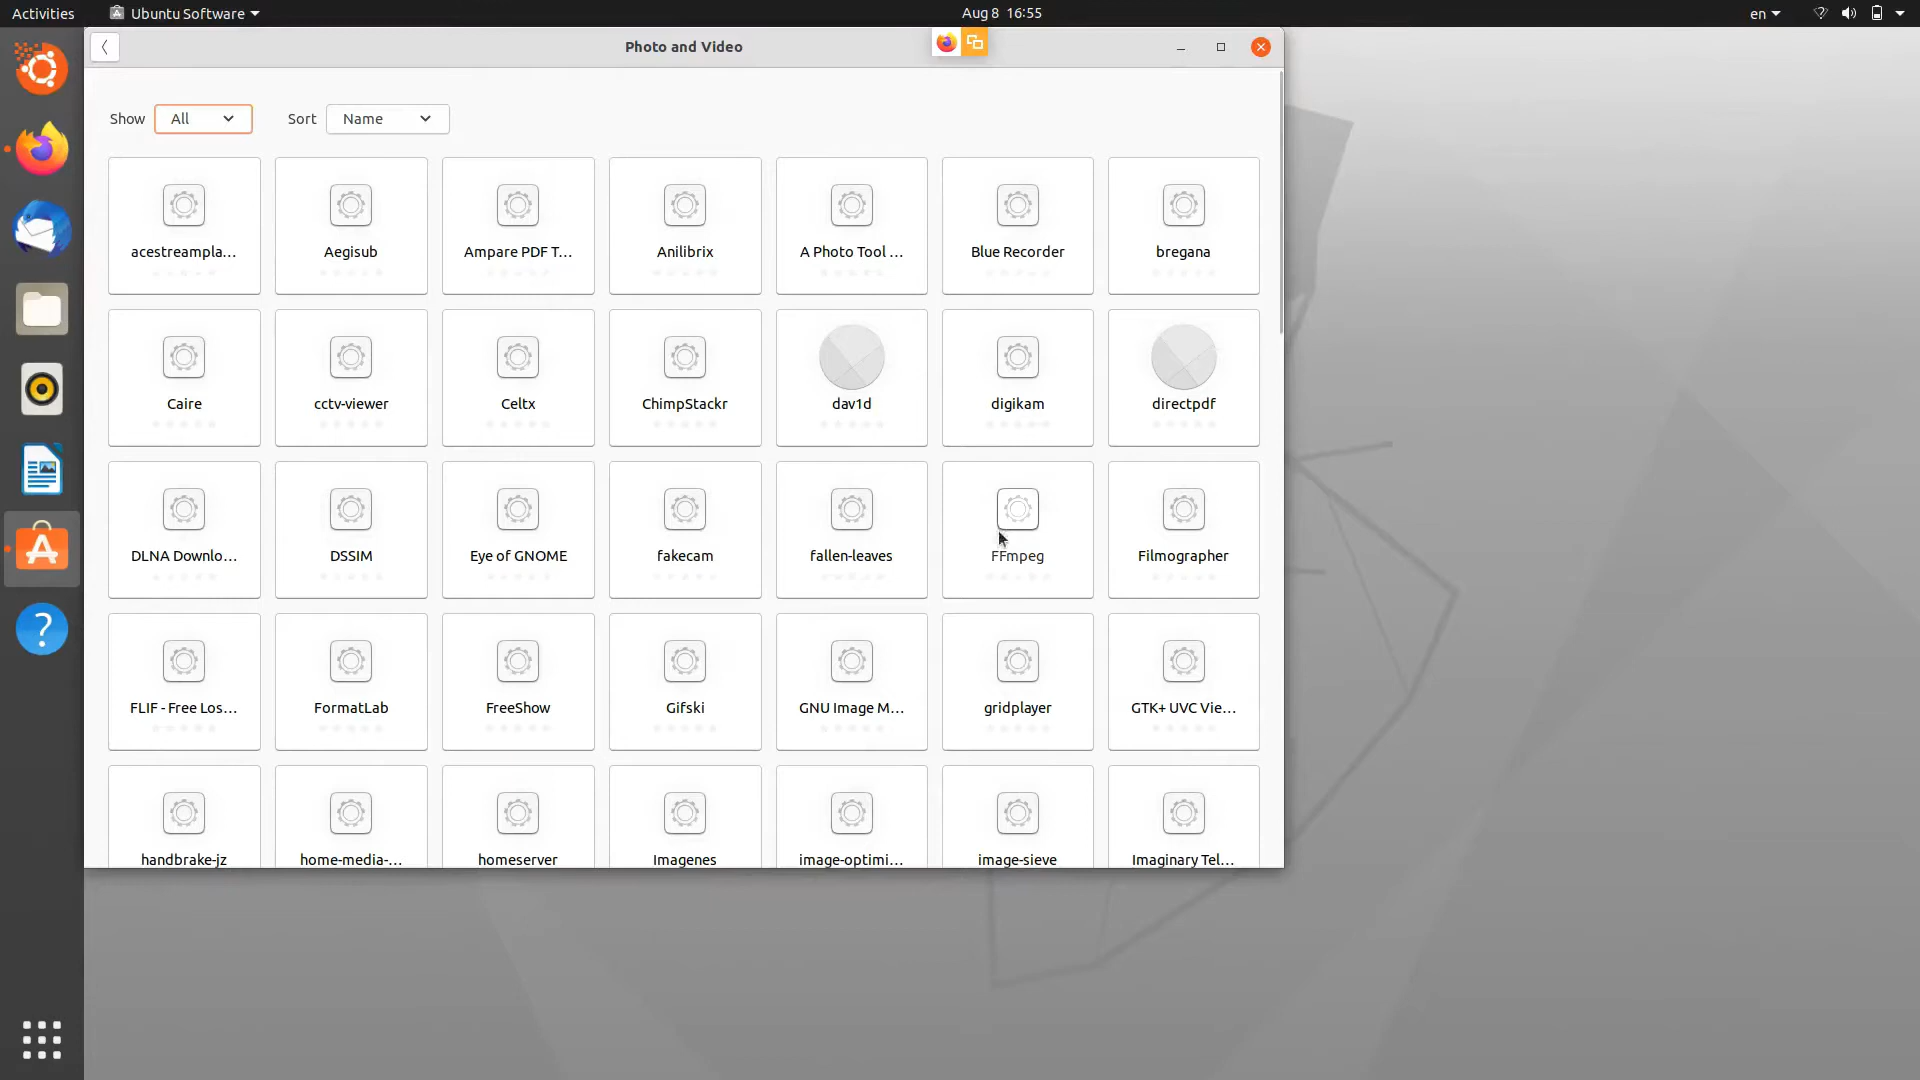 Activities
Ubuntu Software
Aug 8 16:55
en
Photo and Video
Show All Sort Name
acestreampla...
Aegisub
Ampare PDF T...
Anilibrix
A Photo Tool ...
Blue Recorder
bregana
Caire
cctv-viewer
Celtx
ChimpStackr
dav1d
digikam
directpdf
DLNA Downlo...
DSSIM
Eye of GNOME
fakecam
fallen-leaves
FFmpeg
Filmographer
FLIF - Free Los...
FormatLab
FreeShow
Gifski
GNU Image M...
gridplayer
GTK+ UVC Vie...
handbrake-jz
home-media-...
homeserver
Imagenes
image-optimi...
image-sieve
Imaginary Tel...